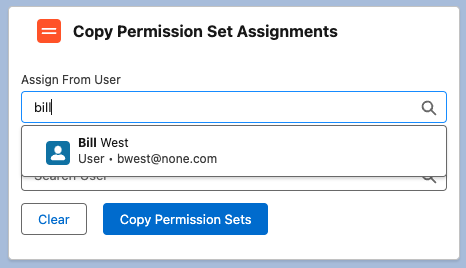 Copy Permission Set Assignments
Assign From User
bill
Bill West
User • bwest@none.com
Search User
Clear
Copy Permission Sets